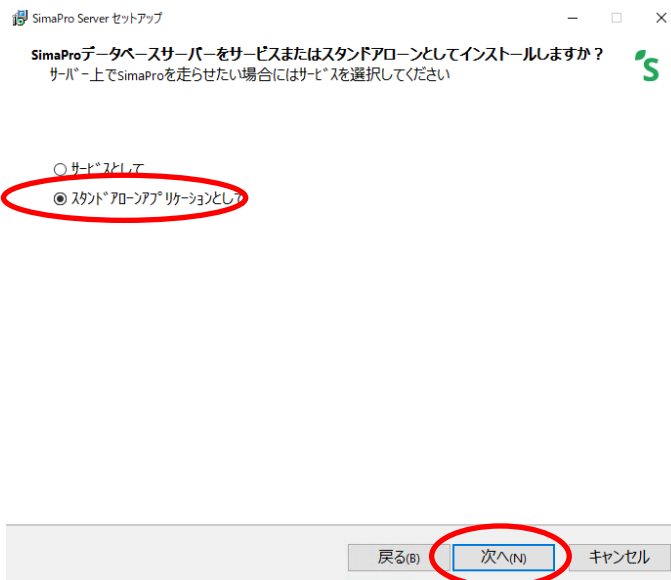 SimaPro Server セットアップ
SimaProデータベースサーバーをサービスまたはスタンドアローンとしてインストールしますか？
ｻｰﾊﾞｰ上でSimaProを走らせたい場合にはｻｰﾋﾞｽを選択してください
ｻｰﾋﾞｽとして
ｽﾀﾝﾄﾞｱﾛｰﾝｱﾌﾟﾘｹｰｼｮﾝとして
戻る(B)
次へ(N)
キャンセル